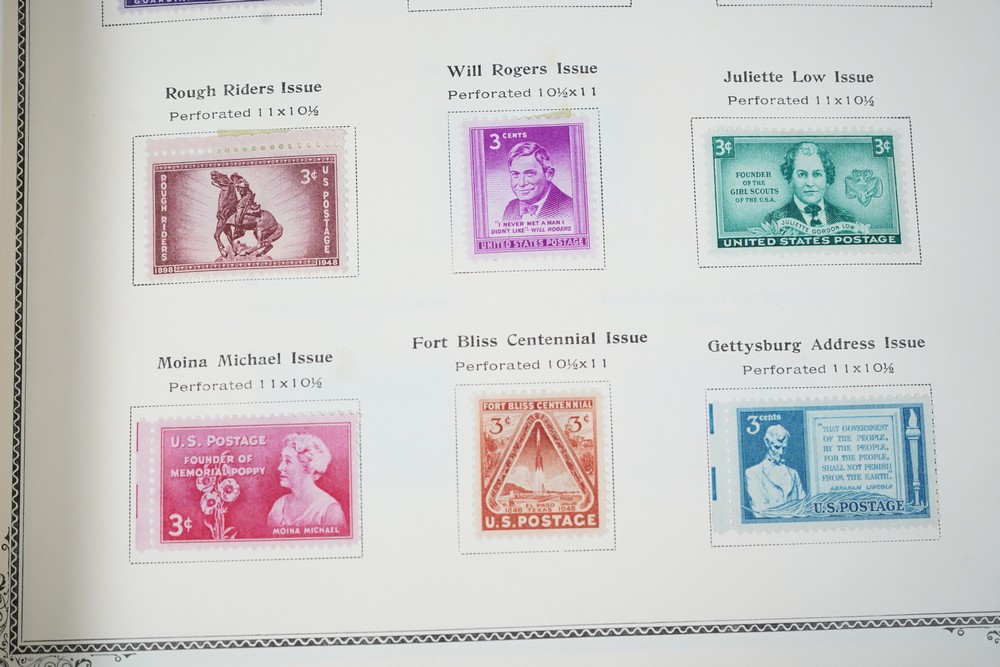 GUARDIAN
Rough Riders Issue
Perforated 11x10½
3¢
ROUGH RIDERS
U S POSTAGE
1898 1948
Will Rogers Issue
Perforated 10½x11
3 CENTS
"I NEVER MET A MAN I
DIDN'T LIKE"- WILL ROGERS
UNITED STATES POSTAGE
Juliette Low Issue
Perforated 11x10½
3¢ 3¢
FOUNDER
OF THE
GIRL SCOUTS
OF THE U.S.A.
JULIETTE GORDON LOW
UNITED STATES POSTAGE
Moina Michael Issue
Perforated 11x10½
U.S. POSTAGE
FOUNDER OF
MEMORIAL POPPY
3¢
MOINA MICHAEL
Fort Bliss Centennial Issue
Perforated 10½x11
FORT BLISS CENTENNIAL
3¢ 3¢
EL PASO
1848 TEXAS 1948
U.S. POSTAGE
Gettysburg Address Issue
Perforated 11x10½
3 cents
"THAT GOVERNMENT
OF THE PEOPLE,
BY THE PEOPLE,
FOR THE PEOPLE,
SHALL NOT PERISH
FROM THE EARTH."
ABRAHAM LINCOLN
U.S. POSTAGE